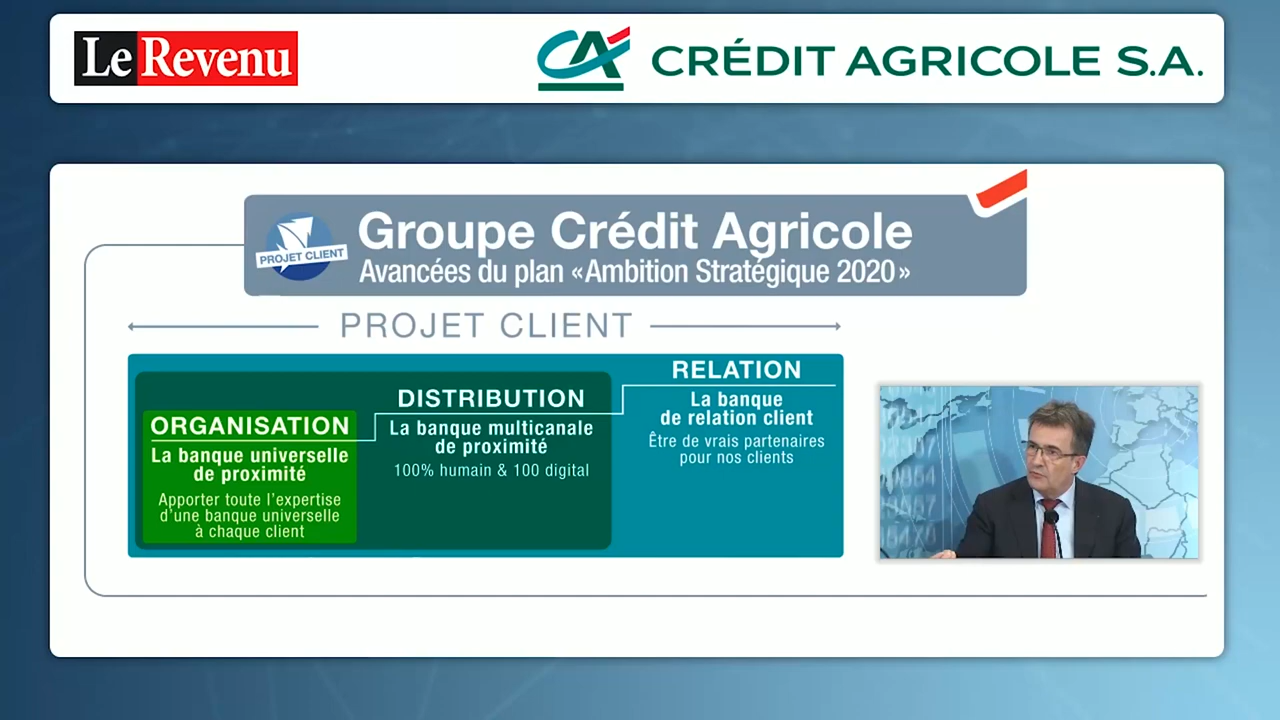 Le Revenu
CA CRÉDIT AGRICOLE S.A.
Groupe Crédit Agricole
PROJET CLIENT
Avancées du plan «Ambition Stratégique 2020»
PROJET CLIENT
ORGANISATION
La banque universelle
de proximité
Apporter toute l'expertise
d'une banque universelle
à chaque client
DISTRIBUTION
La banque multicanale
de proximité
100% humain & 100 digital
RELATION
La banque
de relation client
Être de vrais partenaires
pour nos clients